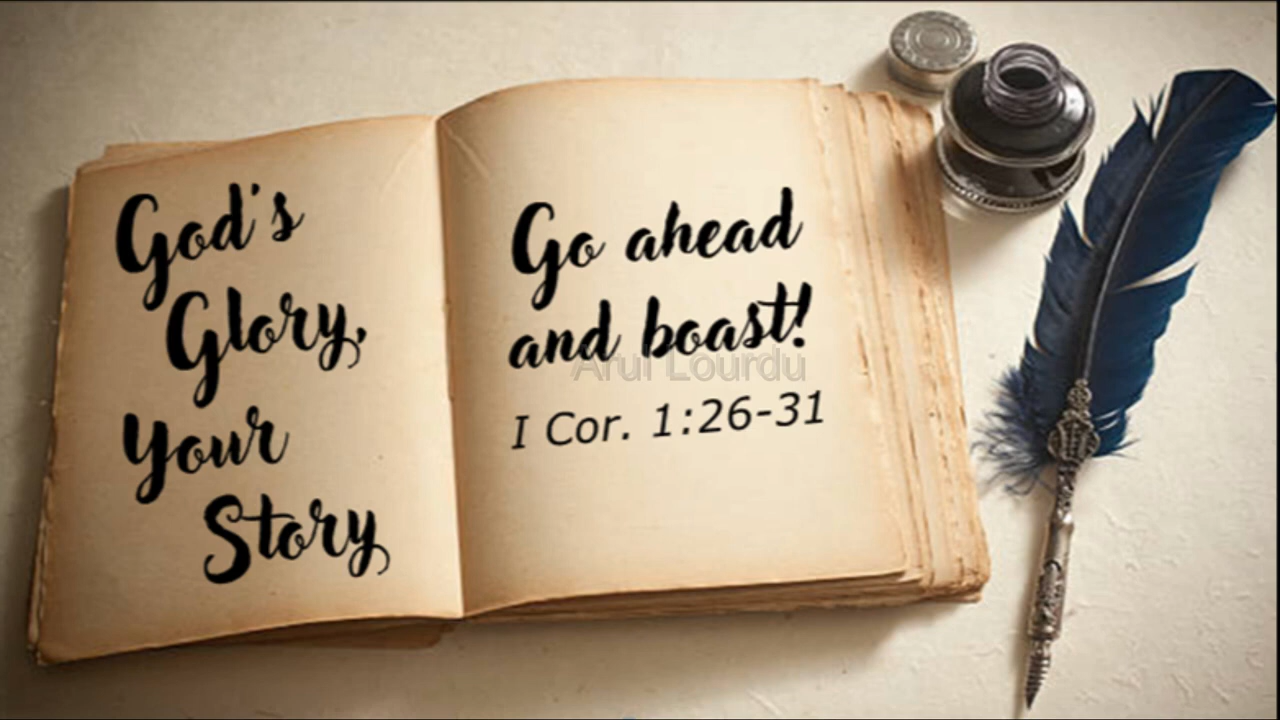 God's
Glory,
Your
Story
Go ahead
and boast!
Arul Lourdu
I Cor. 1:26-31